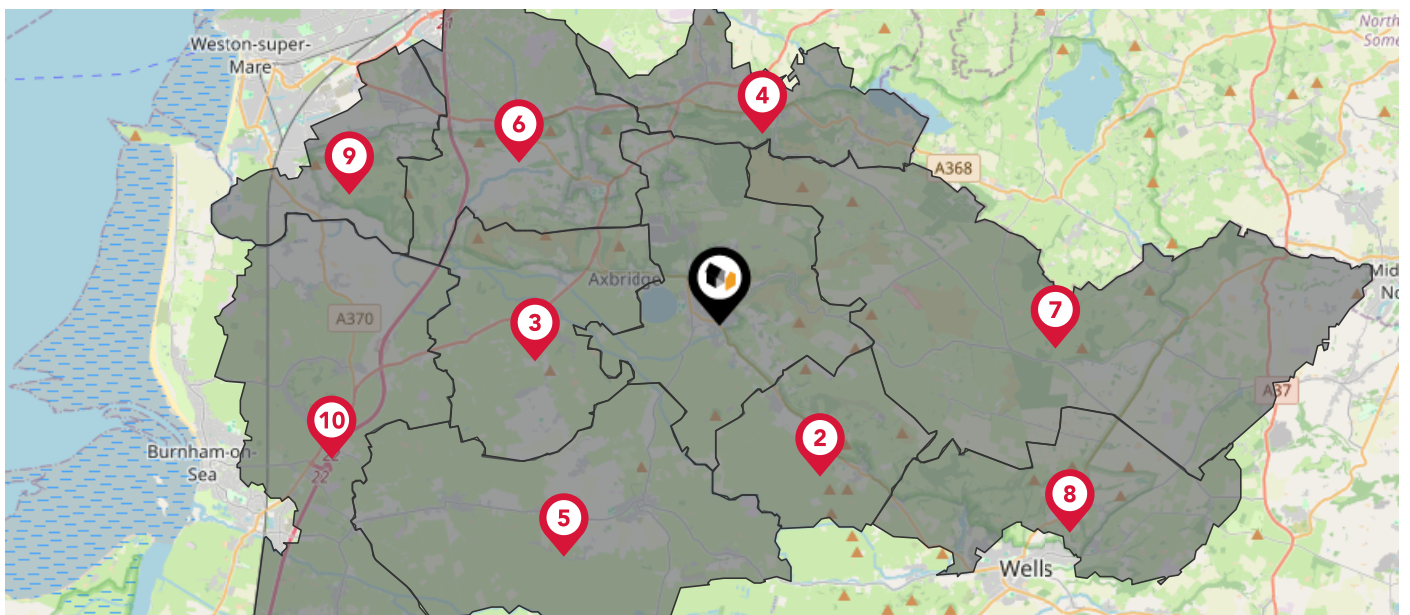 21
North
Some
Weston-super-
Mare
4
6
9
A368
Axbridge
Mid
No
A370
3
7
A37
10
2
Burnham-on-
Sea
22
8
5
Wells